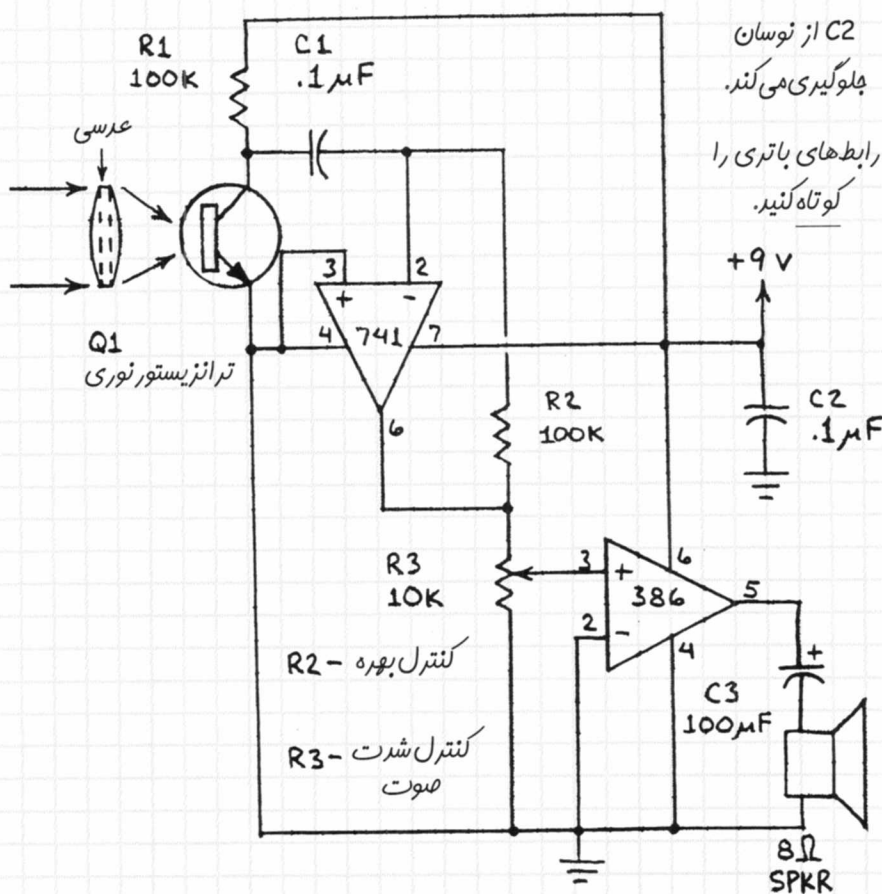 C2 از نوسان
جلوگیری می‌کند.
رابط‌های باتری را
کوتاه کنید.
R1
100K
C1
.1µF
عدسی
Q1
ترانزیستور نوری
3
2
+
-
4
741
7
6
+9 V
C2
.1µF
R2
100K
R3
10K
3
+
6
386
5
2
-
4
+
C3
100µF
R2- کنترل بهره
R3- کنترل شدت
صوت
8Ω
SPKR